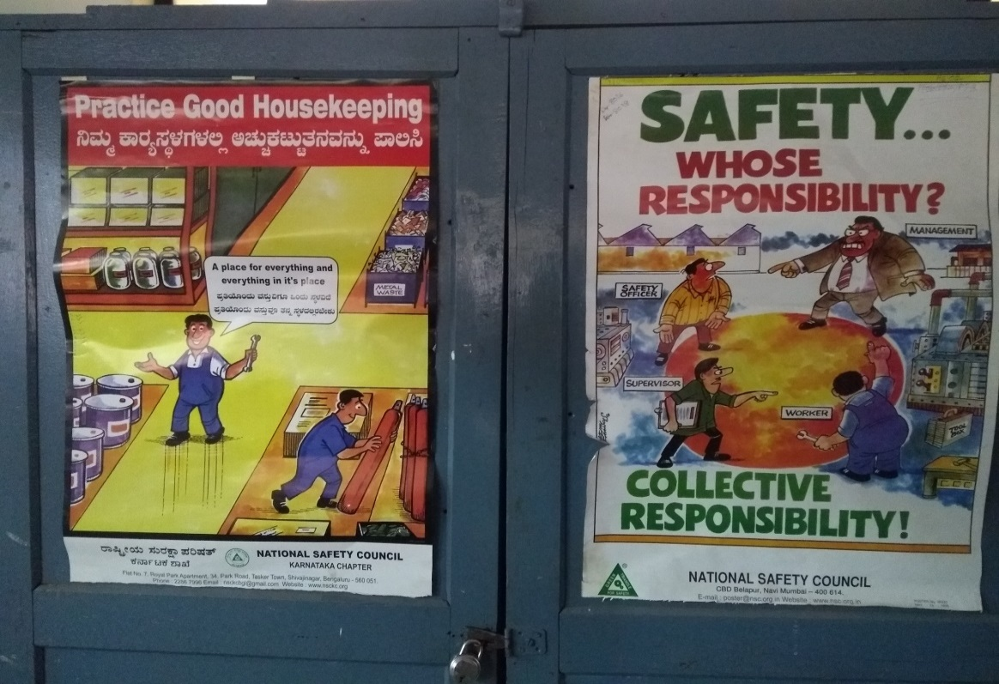 Practice Good Housekeeping
ನಿಮ್ಮ ಕಾರ್ಯಸ್ಥಳಗಳಲ್ಲಿ ಅಚ್ಚುಕಟ್ಟುತನವನ್ನು ಪಾಲಿಸಿ
A place for everything and
everything in it's place
ಪ್ರತಿಯೊಂದು ವಸ್ತುವಿಗೂ ಒಂದು ಸ್ಥಳವಿದೆ
ಪ್ರತಿಯೊಂದು ವಸ್ತುವೂ ತನ್ನ ಸ್ಥಳದಲ್ಲಿರಬೇಕು
METAL
WASTE
ರಾಷ್ಟ್ರೀಯ ಸುರಕ್ಷಾ ಪರಿಷತ್
ಕರ್ನಾಟಕ ಶಾಖೆ
NATIONAL SAFETY COUNCIL
KARNATAKA CHAPTER
Flat No. 7, Royal Park Apartment, 34, Park Road, Tasker Town, Shivajinagar, Bengaluru - 560 051.
Phone : Email : nsckcbgl@gmail.com Website : www.nsckc.org
SAFETY...
WHOSE
RESPONSIBILITY?
MANAGEMENT
SAFETY
OFFICER
SUPERVISOR
WORKER
TOOL
BOX
COLLECTIVE
RESPONSIBILITY!
FOR SAFETY
NATIONAL SAFETY COUNCIL
CBD Belapur, Navi Mumbai – 400 614.
E-mail : poster@nsc.org.in Website : www.nsc.org.in